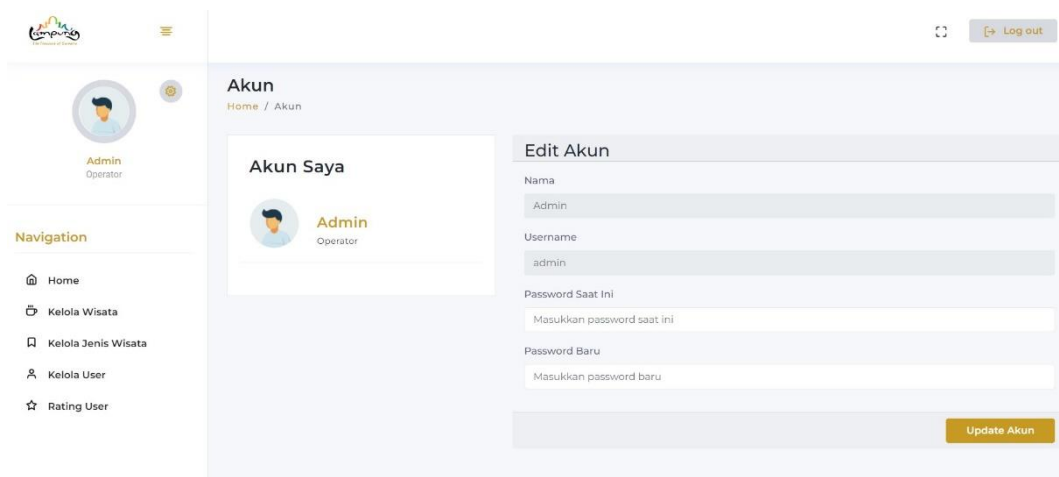 Lampung
Log out
Admin
Operator
Navigation
Home
Kelola Wisata
Kelola Jenis Wisata
Kelola User
Rating User
Akun
Home / Akun
Akun Saya
Admin
Operator
Edit Akun
Nama
Admin
Username
admin
Password Saat Ini
Masukkan password saat ini
Password Baru
Masukkan password baru
Update Akun